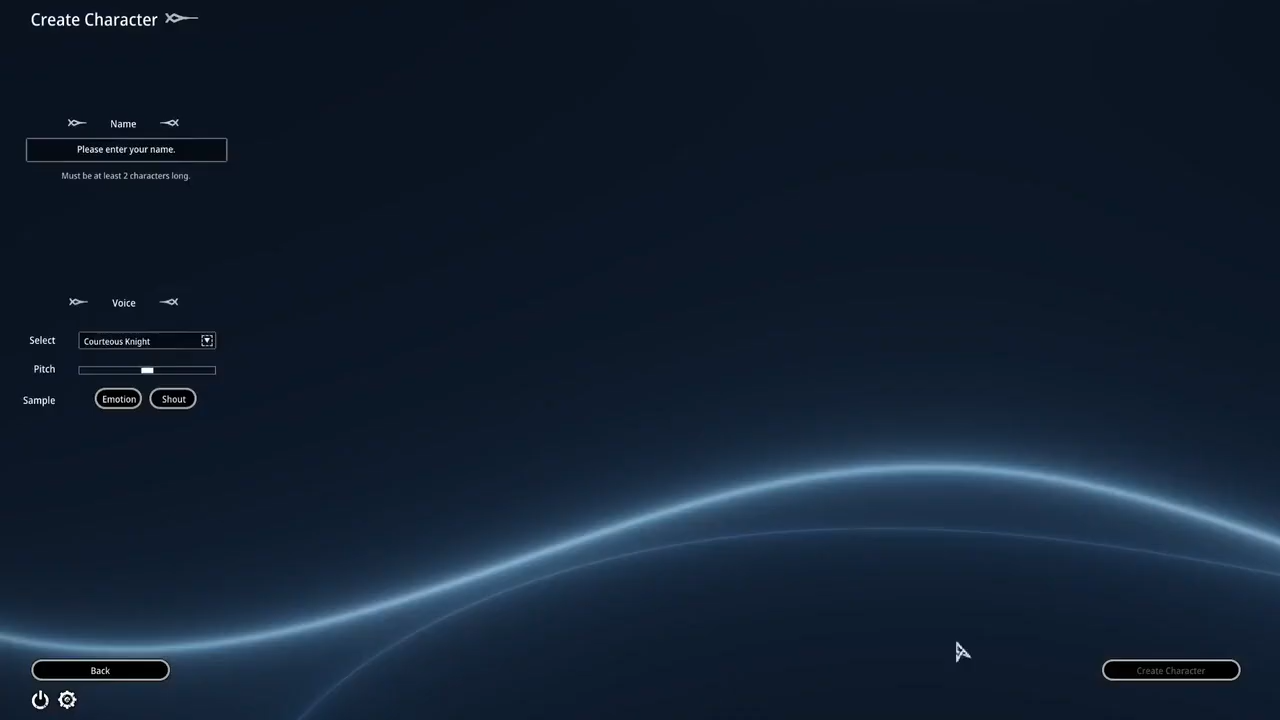 Create Character
Name
Please enter your name.
Must be at least 2 characters long.
Voice
Select
Courteous Knight
Pitch
Sample
Emotion
Shout
Back
Create Character